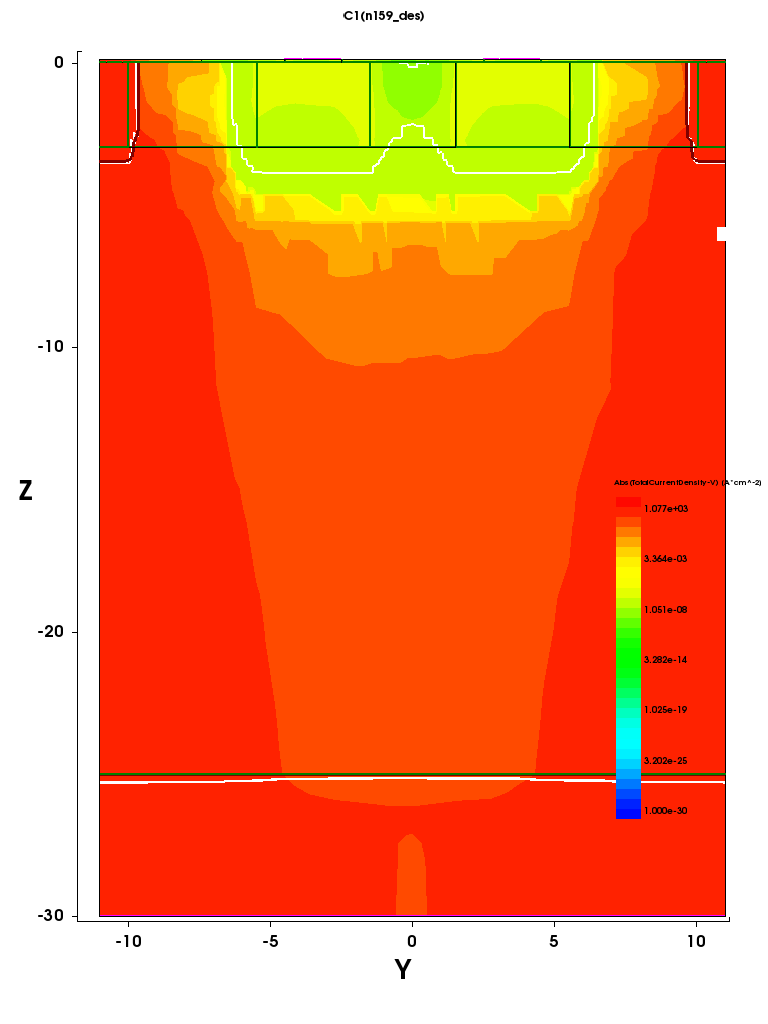 C1(n159_des)
0
-10
Z
Abs(TotalCurrentDensity-V) (A*cm^-2)
1.077e+03
3.364e-03
1.051e-08
-20
3.282e-14
1.025e-19
3.202e-25
1.000e-30
-30
-10 -5 0 5 10
Y